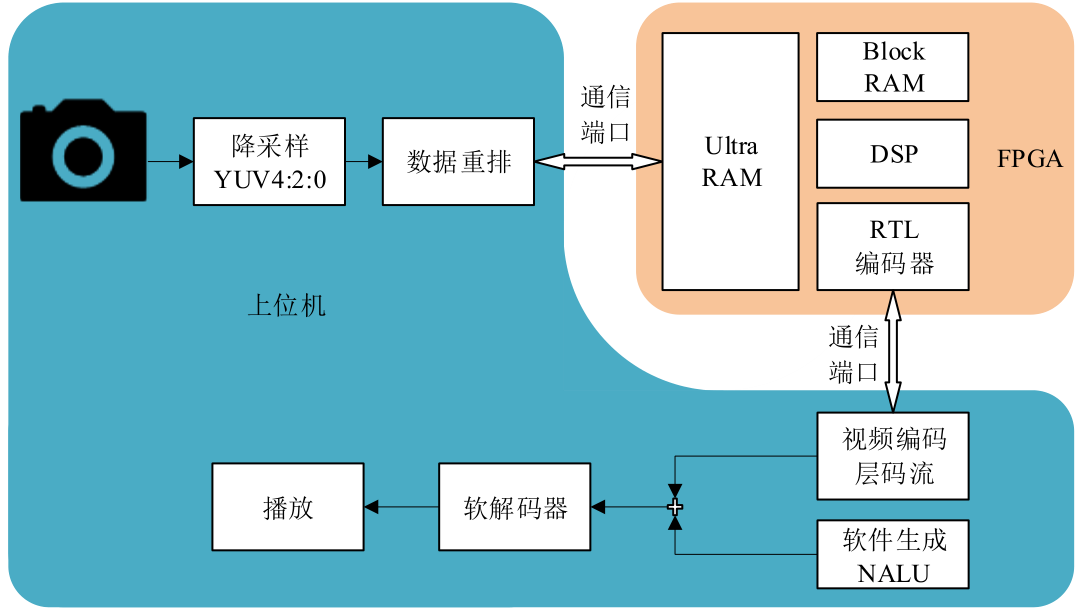 降采样
YUV4:2:0
数据重排
通信
端口
Ultra
RAM
Block
RAM
DSP
RTL
编码器
FPGA
上位机
通信
端口
视频编码
层码流
软件生成
NALU
软解码器
播放